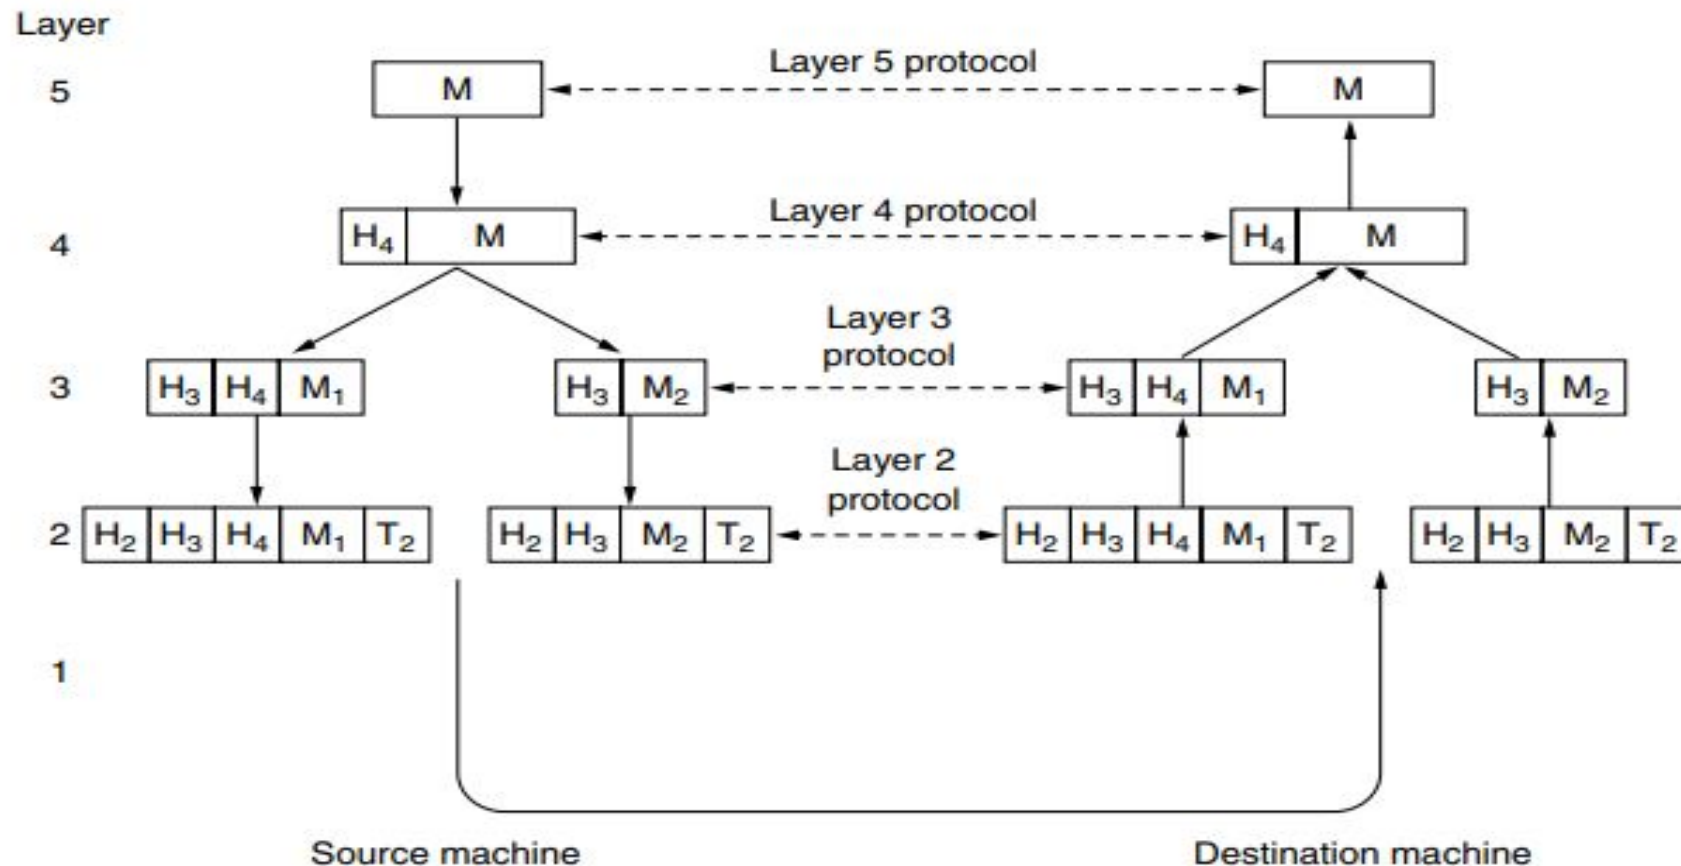 Layer
5 M Layer 5 protocol M
4 H₄ M Layer 4 protocol H₄ M
Layer 3
protocol
3 H₃ H₄ M₁ H₃ M₂ H₃ H₄ M₁ H₃ M₂
Layer 2
protocol
2 H₂ H₃ H₄ M₁ T₂ H₂ H₃ M₂ T₂ H₂ H₃ H₄ M₁ T₂ H₂ H₃ M₂ T₂
1
Source machine Destination machine